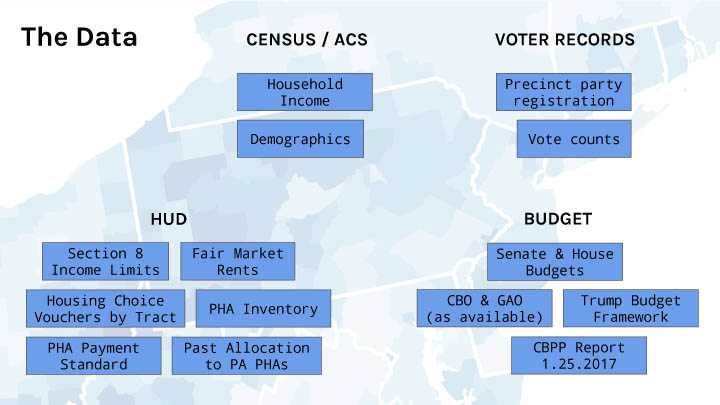 The Data
CENSUS / ACS
Household
Income
Demographics
VOTER RECORDS
Precinct party
registration
Vote counts
HUD
Section 8
Income Limits
Fair Market
Rents
Housing Choice
Vouchers by Tract
PHA Inventory
PHA Payment
Standard
Past Allocation
to PA PHAs
BUDGET
Senate & House
Budgets
CBO & GAO
(as available)
Trump Budget
Framework
CBPP Report
1.25.2017